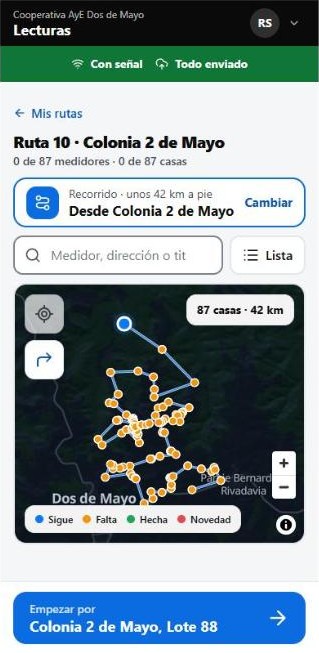 Cooperativa AyE Dos de Mayo
Lecturas
RS
Con señal
Todo enviado
← Mis rutas
Ruta 10 · Colonia 2 de Mayo
0 de 87 medidores · 0 de 87 casas
Recorrido · unos 42 km a pie
Desde Colonia 2 de Mayo
Cambiar
Medidor, dirección o tit
Lista
87 casas · 42 km
Bernard
Rivadavia
Dos de Mayo
+
−
Sigue
Falta
Hecha
Novedad
Empezar por
Colonia 2 de Mayo, Lote 88